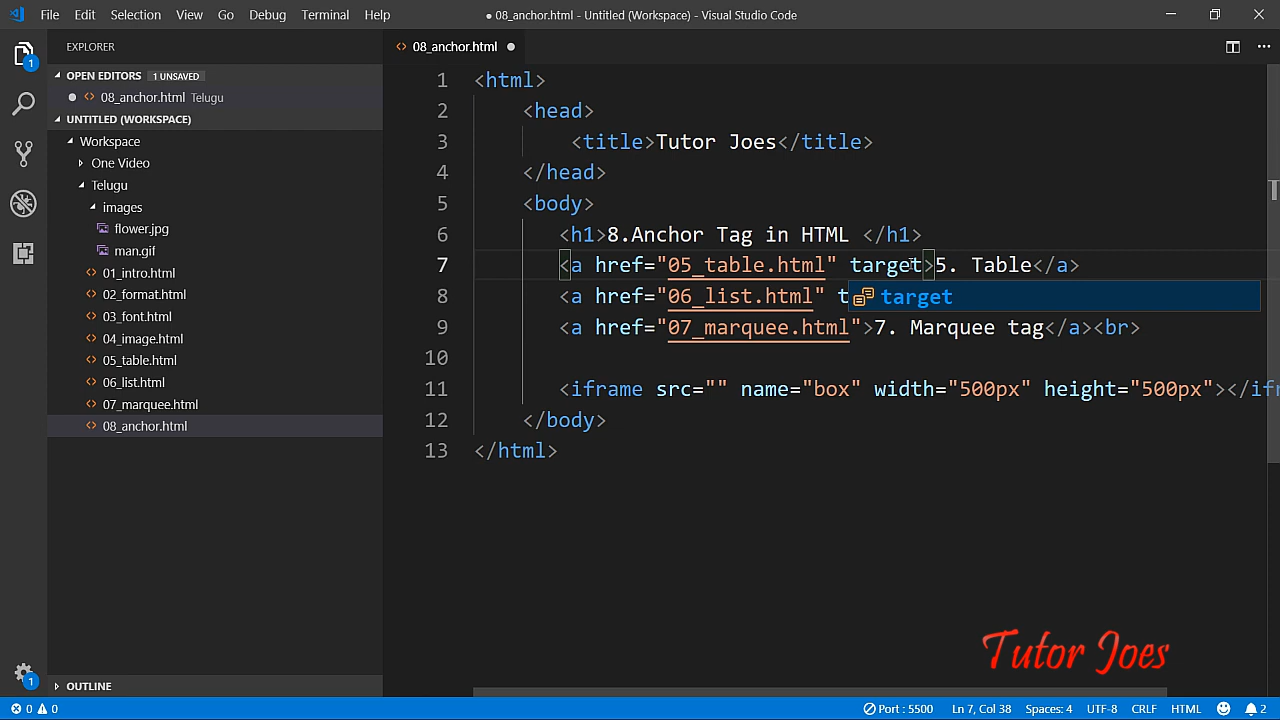 File Edit Selection View Go Debug Terminal Help
● 08_anchor.html - Untitled (Workspace) - Visual Studio Code
EXPLORER
OPEN EDITORS 1 UNSAVED
08_anchor.html Telugu
UNTITLED (WORKSPACE)
Workspace
One Video
Telugu
images
flower.jpg
man.gif
01_intro.html
02_format.html
03_font.html
04_image.html
05_table.html
06_list.html
07_marquee.html
08_anchor.html
OUTLINE
1
1
08_anchor.html
1 <html>
2 <head>
3 <title>Tutor Joes</title>
4 </head>
5 <body>
6 <h1>8.Anchor Tag in HTML </h1>
7 <a href="05_table.html" target>5. Table</a>
8 <a href="06_list.html" t
target
9 <a href="07_marquee.html">7. Marquee tag</a><br>
10
11 <iframe src="" name="box" width="500px" height="500px"></ifr
12 </body>
13 </html>
Tutor Joes
0 0
Port : 5500 Ln 7, Col 38 Spaces: 4 UTF-8 CRLF HTML 2